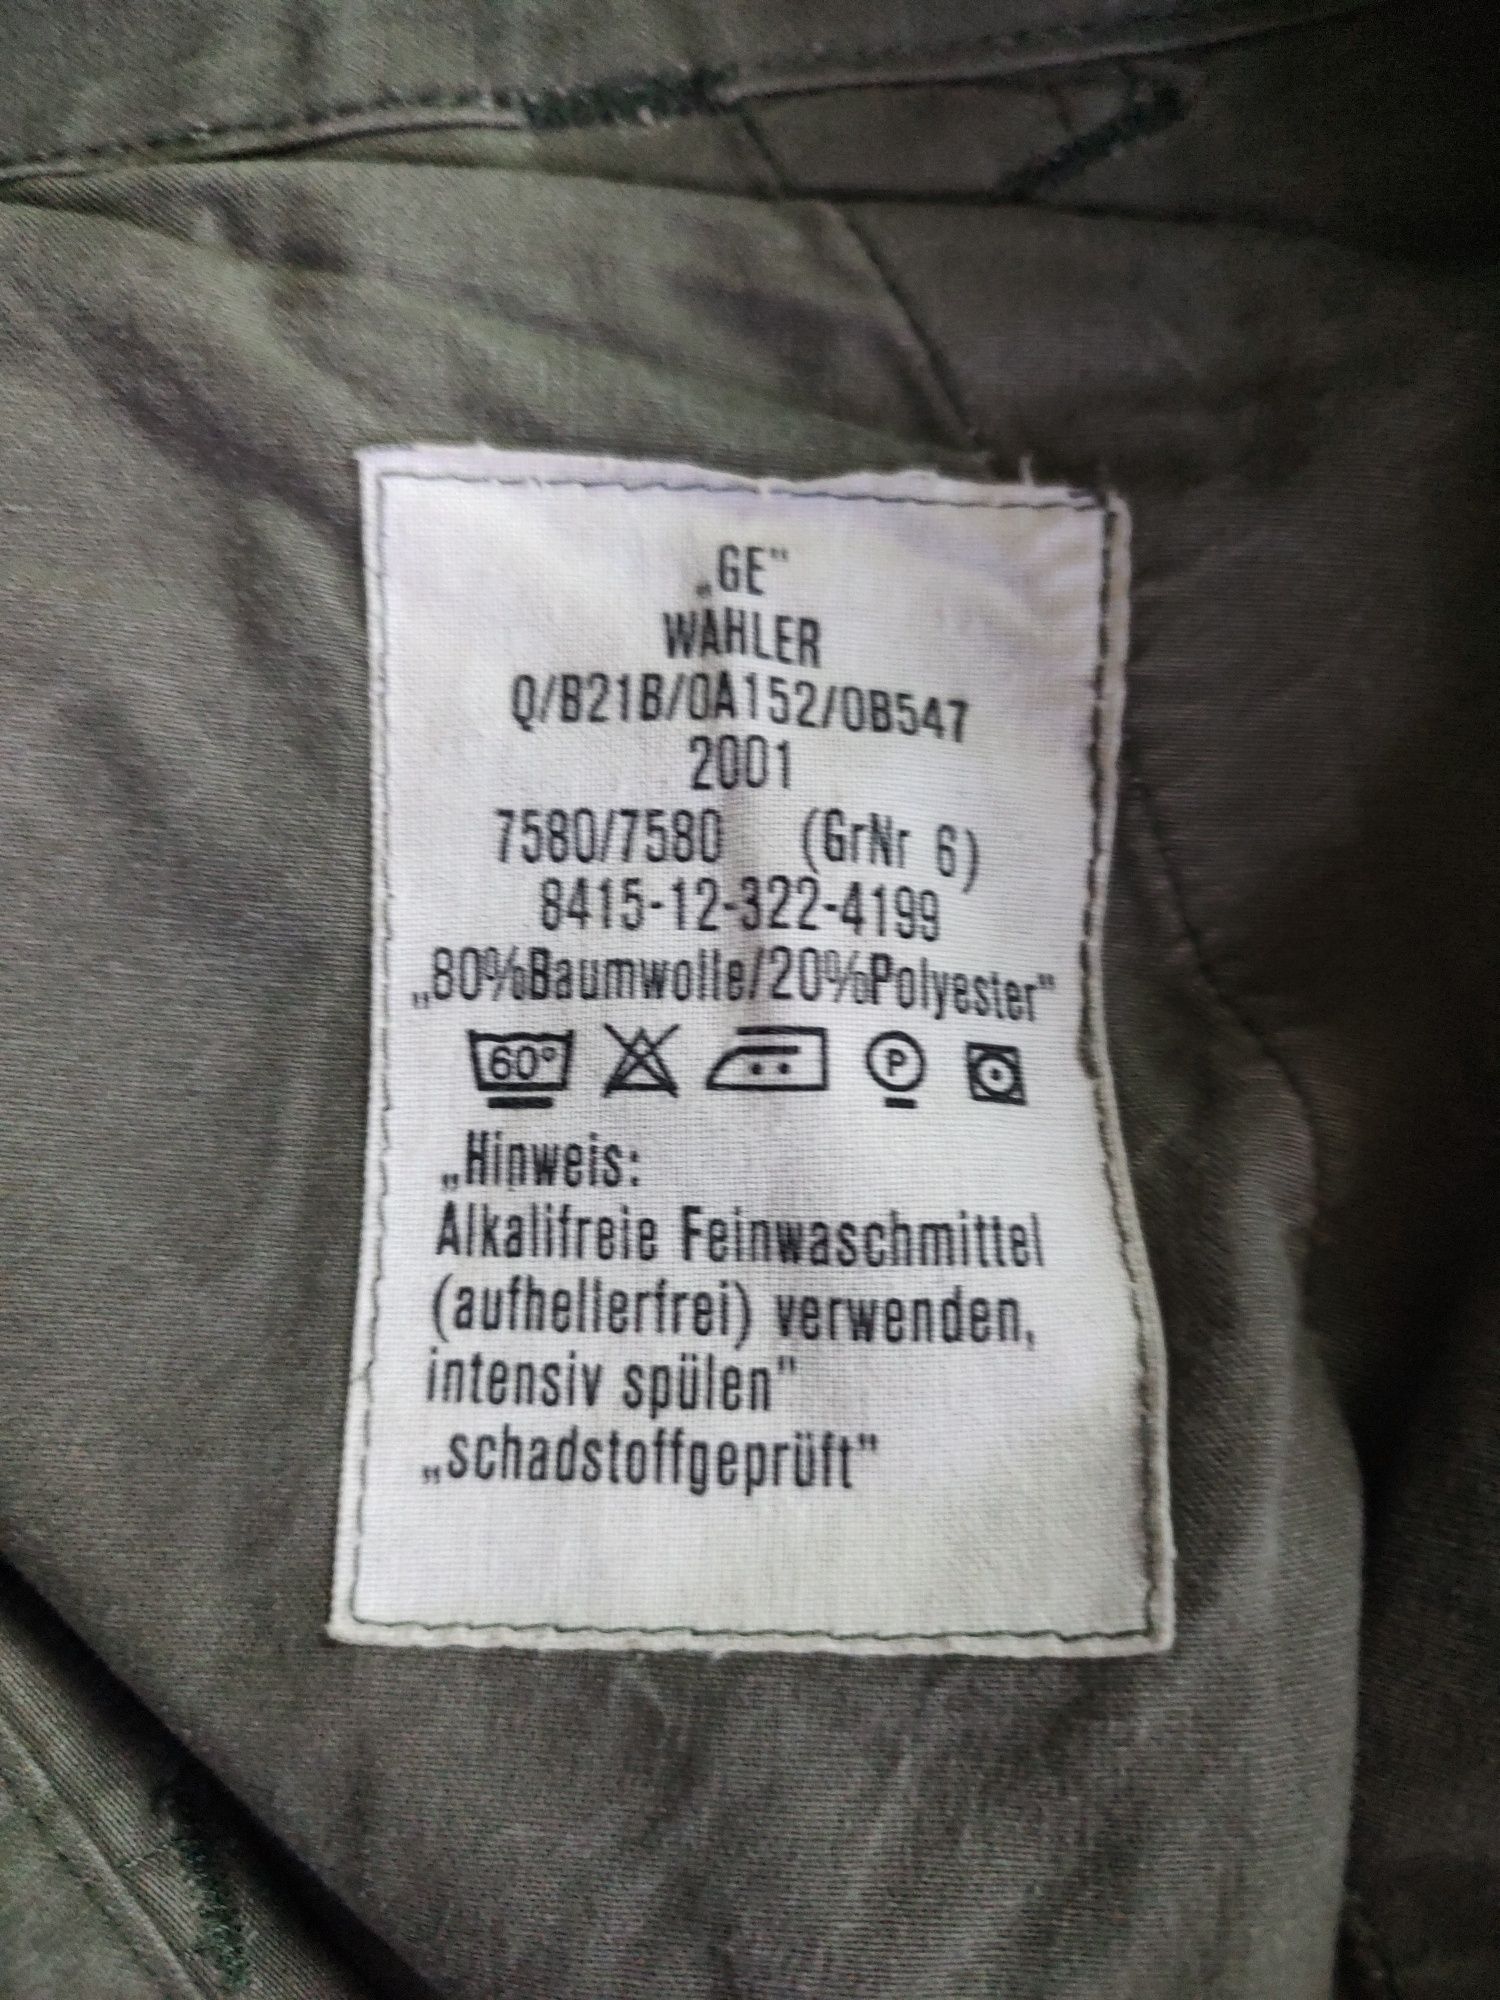 „GE"
WAHLER
Q/B21B/0A152/0B547
2001
7580/7580 (GrNr 6)
8415-12-322-4199
„80%Baumwolle/20%Polyester"
60° P
„Hinweis:
Alkalifreie Feinwaschmittel
(aufhellerfrei) verwenden,
intensiv spülen"
„schadstoffgeprüft"